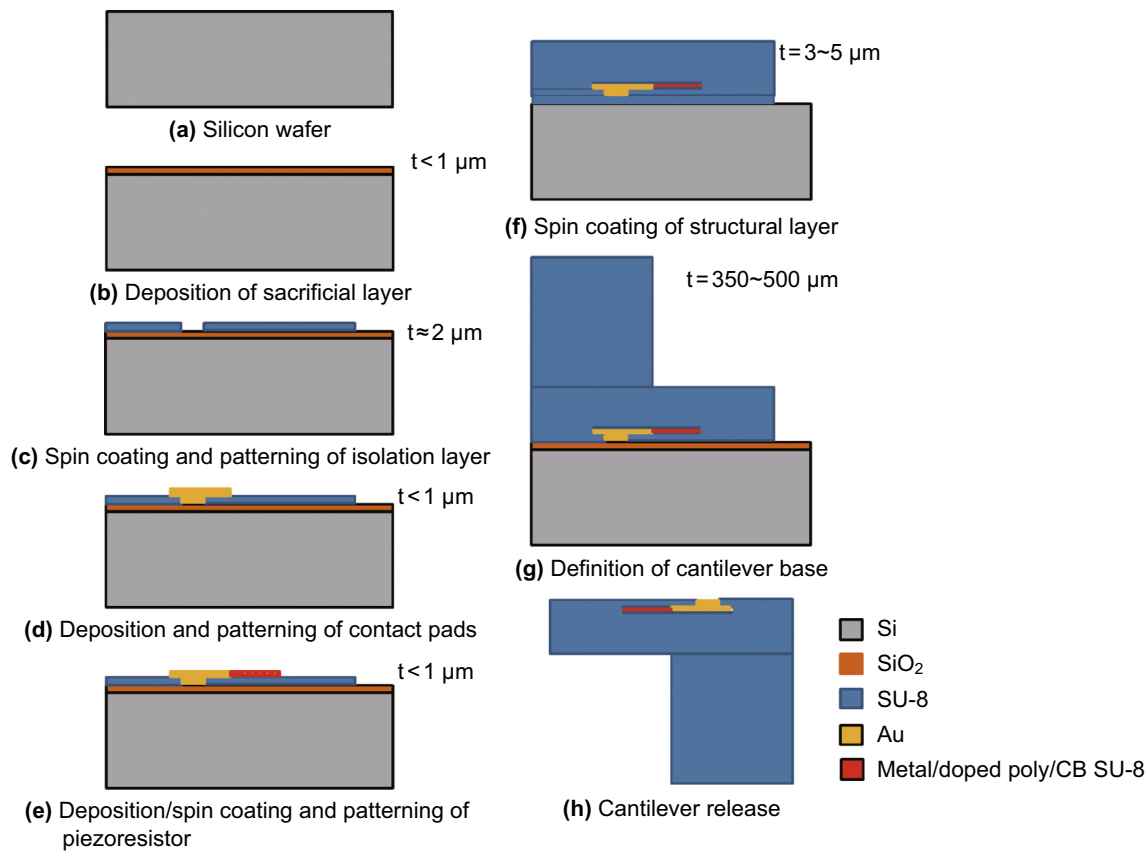 (a) Silicon wafer
t < 1 µm
(b) Deposition of sacrificial layer
t ≈ 2 µm
(c) Spin coating and patterning of isolation layer
t < 1 µm
(d) Deposition and patterning of contact pads
t < 1 µm
(e) Deposition/spin coating and patterning of
piezoresistor
t = 3~5 µm
(f) Spin coating of structural layer
t = 350~500 µm
(g) Definition of cantilever base
(h) Cantilever release
Si
SiO₂
SU-8
Au
Metal/doped poly/CB SU-8